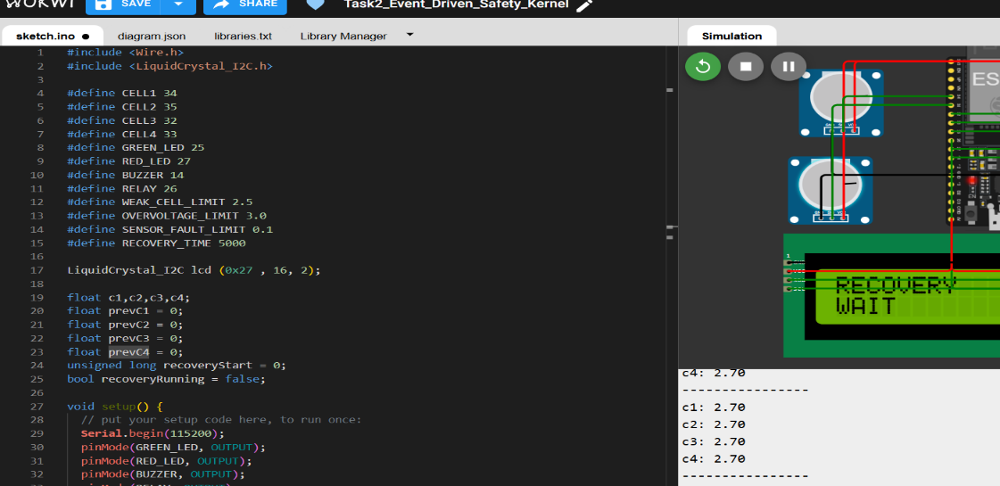 WOKWI SAVE SHARE Task2_Event_Driven_Safety_Kernel
sketch.ino diagram.json libraries.txt Library Manager
1 #include <Wire.h>
2 #include <LiquidCrystal_I2C.h>
3
4 #define CELL1 34
5 #define CELL2 35
6 #define CELL3 32
7 #define CELL4 33
8 #define GREEN_LED 25
9 #define RED_LED 27
10 #define BUZZER 14
11 #define RELAY 26
12 #define WEAK_CELL_LIMIT 2.5
13 #define OVERVOLTAGE_LIMIT 3.0
14 #define SENSOR_FAULT_LIMIT 0.1
15 #define RECOVERY_TIME 5000
16
17 LiquidCrystal_I2C lcd (0x27 , 16, 2);
18
19 float c1,c2,c3,c4;
20 float prevC1 = 0;
21 float prevC2 = 0;
22 float prevC3 = 0;
23 float prevC4 = 0;
24 unsigned long recoveryStart = 0;
25 bool recoveryRunning = false;
26
27 void setup() {
28 // put your setup code here, to run once:
29 Serial.begin(115200);
30 pinMode(GREEN_LED, OUTPUT);
31 pinMode(RED_LED, OUTPUT);
32 pinMode(BUZZER, OUTPUT);
Simulation
ES
1
RECOVERY
WAIT
c4: 2.70
----------------
c1: 2.70
c2: 2.70
c3: 2.70
c4: 2.70
----------------